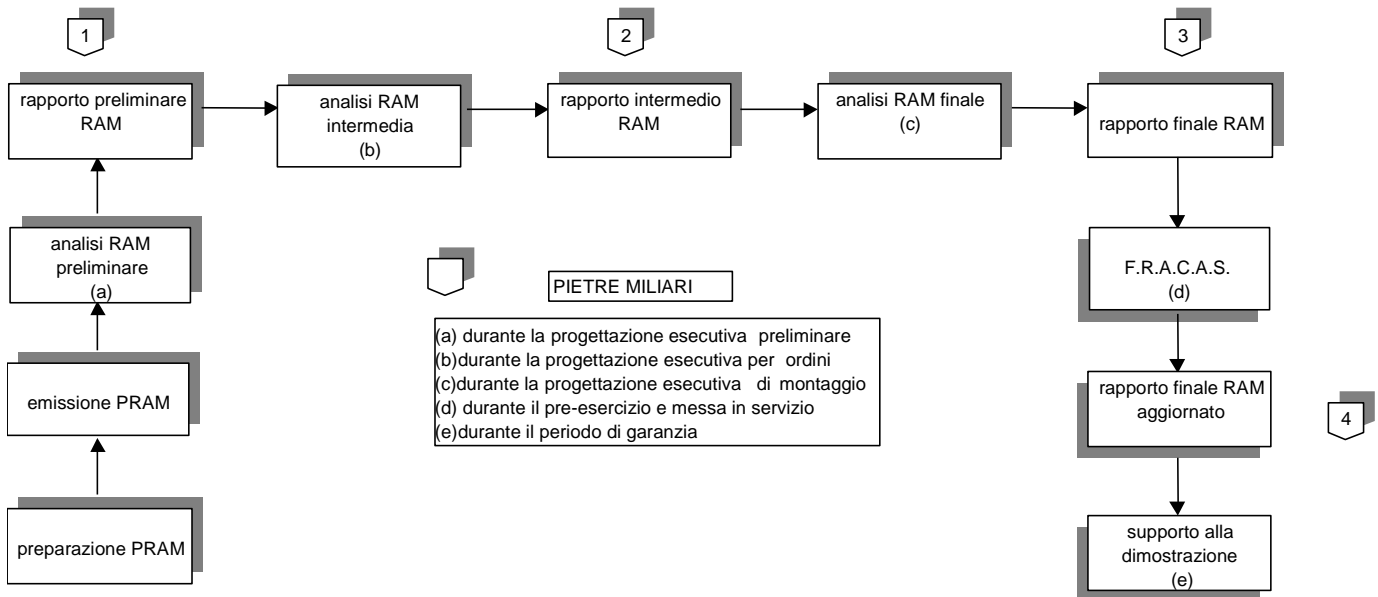 1
2
3
rapporto preliminare
RAM
analisi RAM
intermedia
(b)
rapporto intermedio
RAM
analisi RAM finale
(c)
rapporto finale RAM
analisi RAM
preliminare
(a)
F.R.A.C.A.S.
(d)
PIETRE MILIARI
(a) durante la progettazione esecutiva preliminare
(b)durante la progettazione esecutiva per ordini
(c)durante la progettazione esecutiva di montaggio
(d) durante il pre-esercizio e messa in servizio
(e)durante il periodo di garanzia
emissione PRAM
rapporto finale RAM
aggiornato
4
preparazione PRAM
supporto alla
dimostrazione
(e)